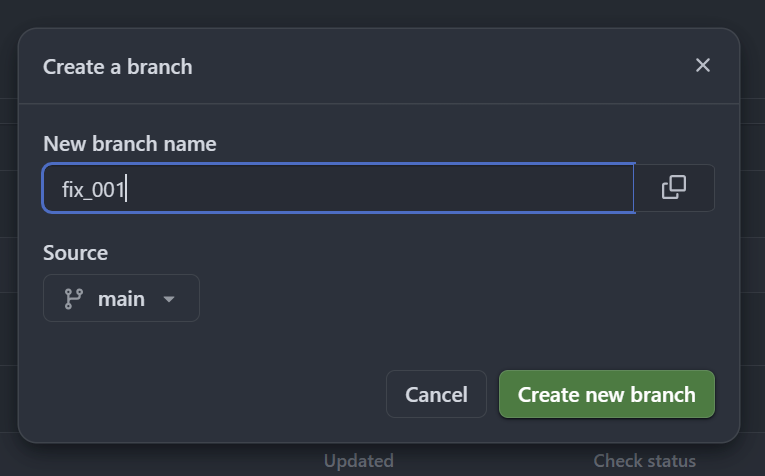 Create a branch
New branch name
fix_001
Source
main
Cancel
Create new branch
Updated
Check status